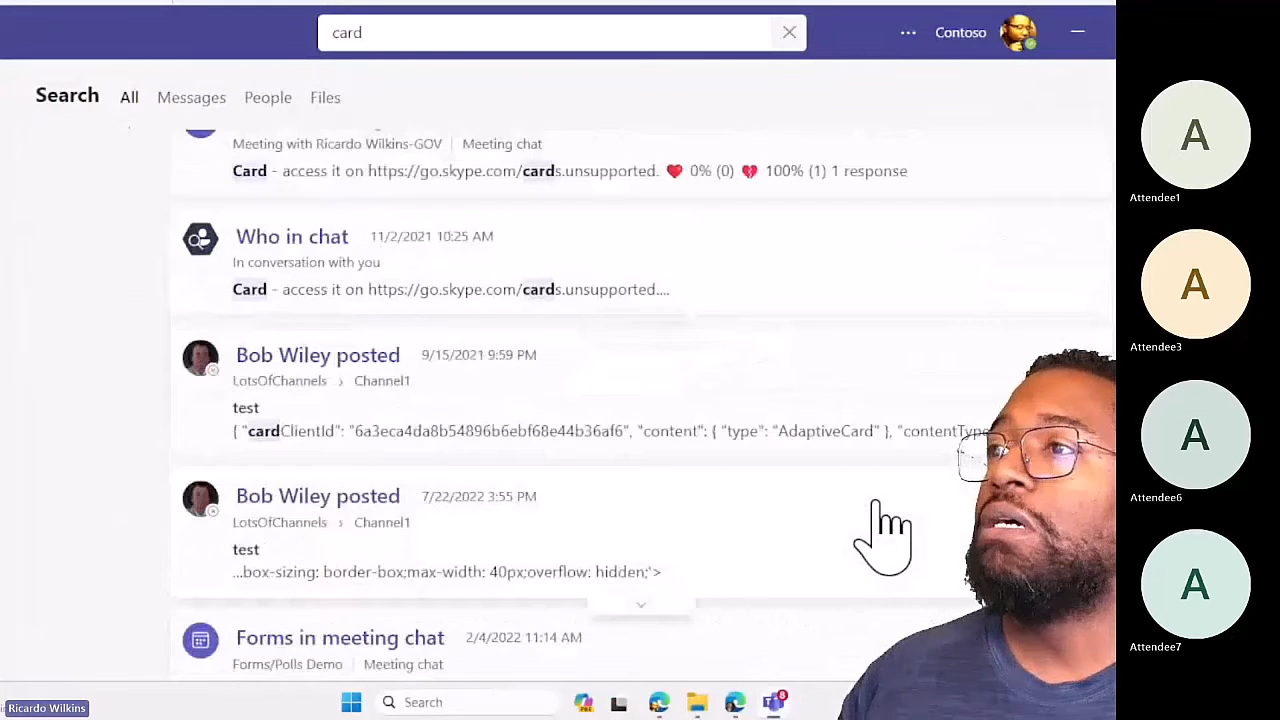 card
Contoso
Search All Messages People Files
Meeting with Ricardo Wilkins-GOV Meeting chat
Card - access it on https://go.skype.com/cards.unsupported. ❤️ 0% (0) 💔 100% (1) 1 response
Who in chat 11/2/2021 10:25 AM
In conversation with you
Card - access it on https://go.skype.com/cards.unsupported....
Bob Wiley posted 9/15/2021 9:59 PM
LotsOfChannels › Channel1
test
{ "cardClientId": "6a3eca4da8b54896b6ebf68e44b36af6", "content": { "type": "AdaptiveCard" }, "contentType
Bob Wiley posted 7/22/2022 3:55 PM
LotsOfChannels › Channel1
test
...box-sizing: border-box;max-width: 40px;overflow: hidden;'>
Forms in meeting chat 2/4/2022 11:14 AM
Forms/Polls Demo Meeting chat
Search
8
Ricardo Wilkins
A
Attendee1
A
Attendee3
A
Attendee6
A
Attendee7